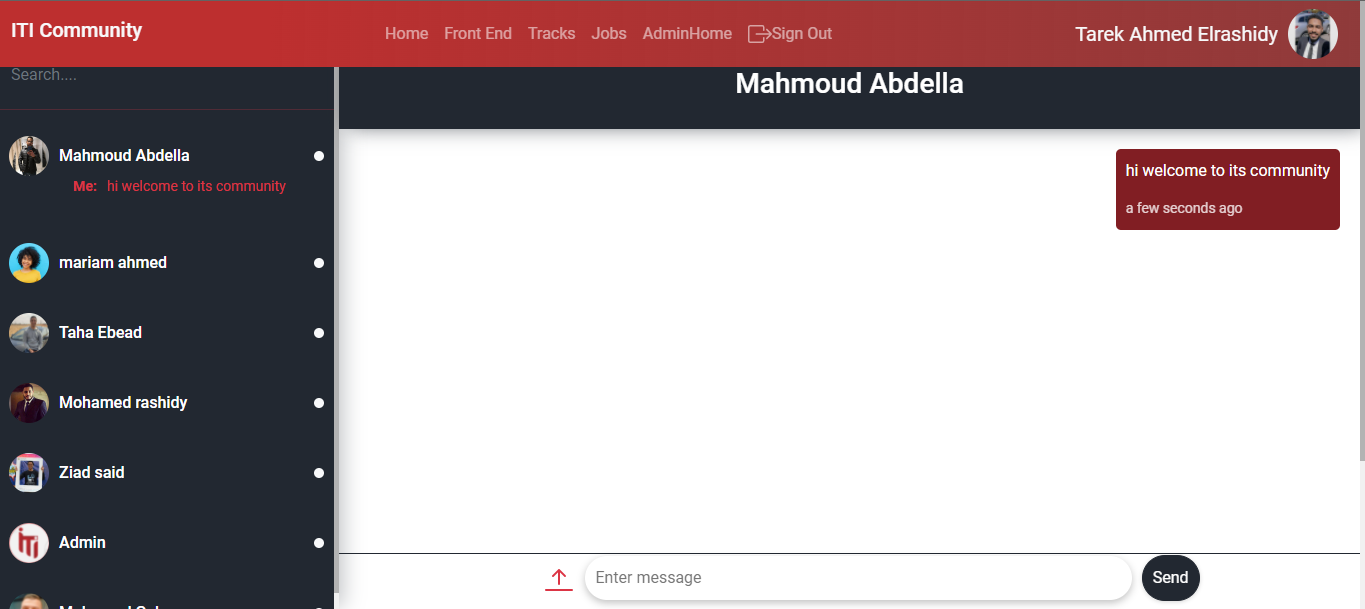 ITI Community
Home Front End Tracks Jobs AdminHome Sign Out
Tarek Ahmed Elrashidy
Search....
Mahmoud Abdella
Me: hi welcome to its community
mariam ahmed
Taha Ebead
Mohamed rashidy
Ziad said
iTi
Admin
Mahmoud Abdella
hi welcome to its community
a few seconds ago
Enter message
Send